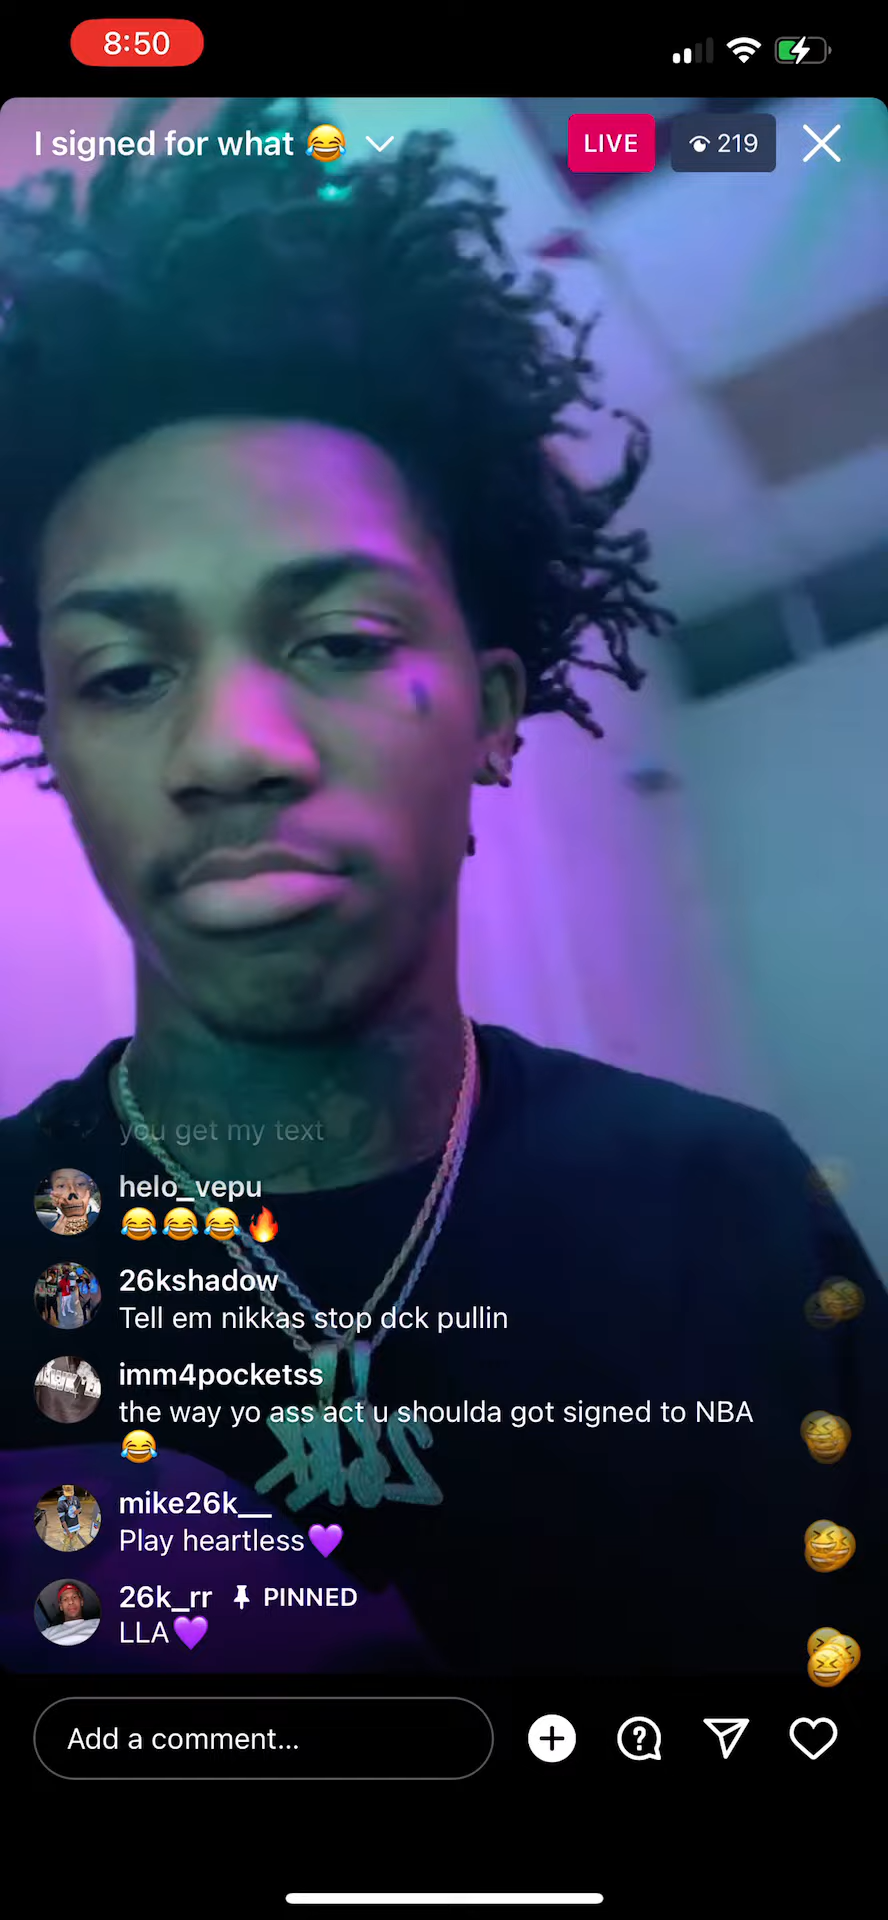 8:50
I signed for what 😂
LIVE
219
you get my text
helo_vepu
😂😂😂🔥
26kshadow
Tell em nikkas stop dck pullin
imm4pocketss
the way yo ass act u shoulda got signed to NBA
😂
mike26k__
Play heartless💜
26k_rr PINNED
LLA💜
Add a comment...